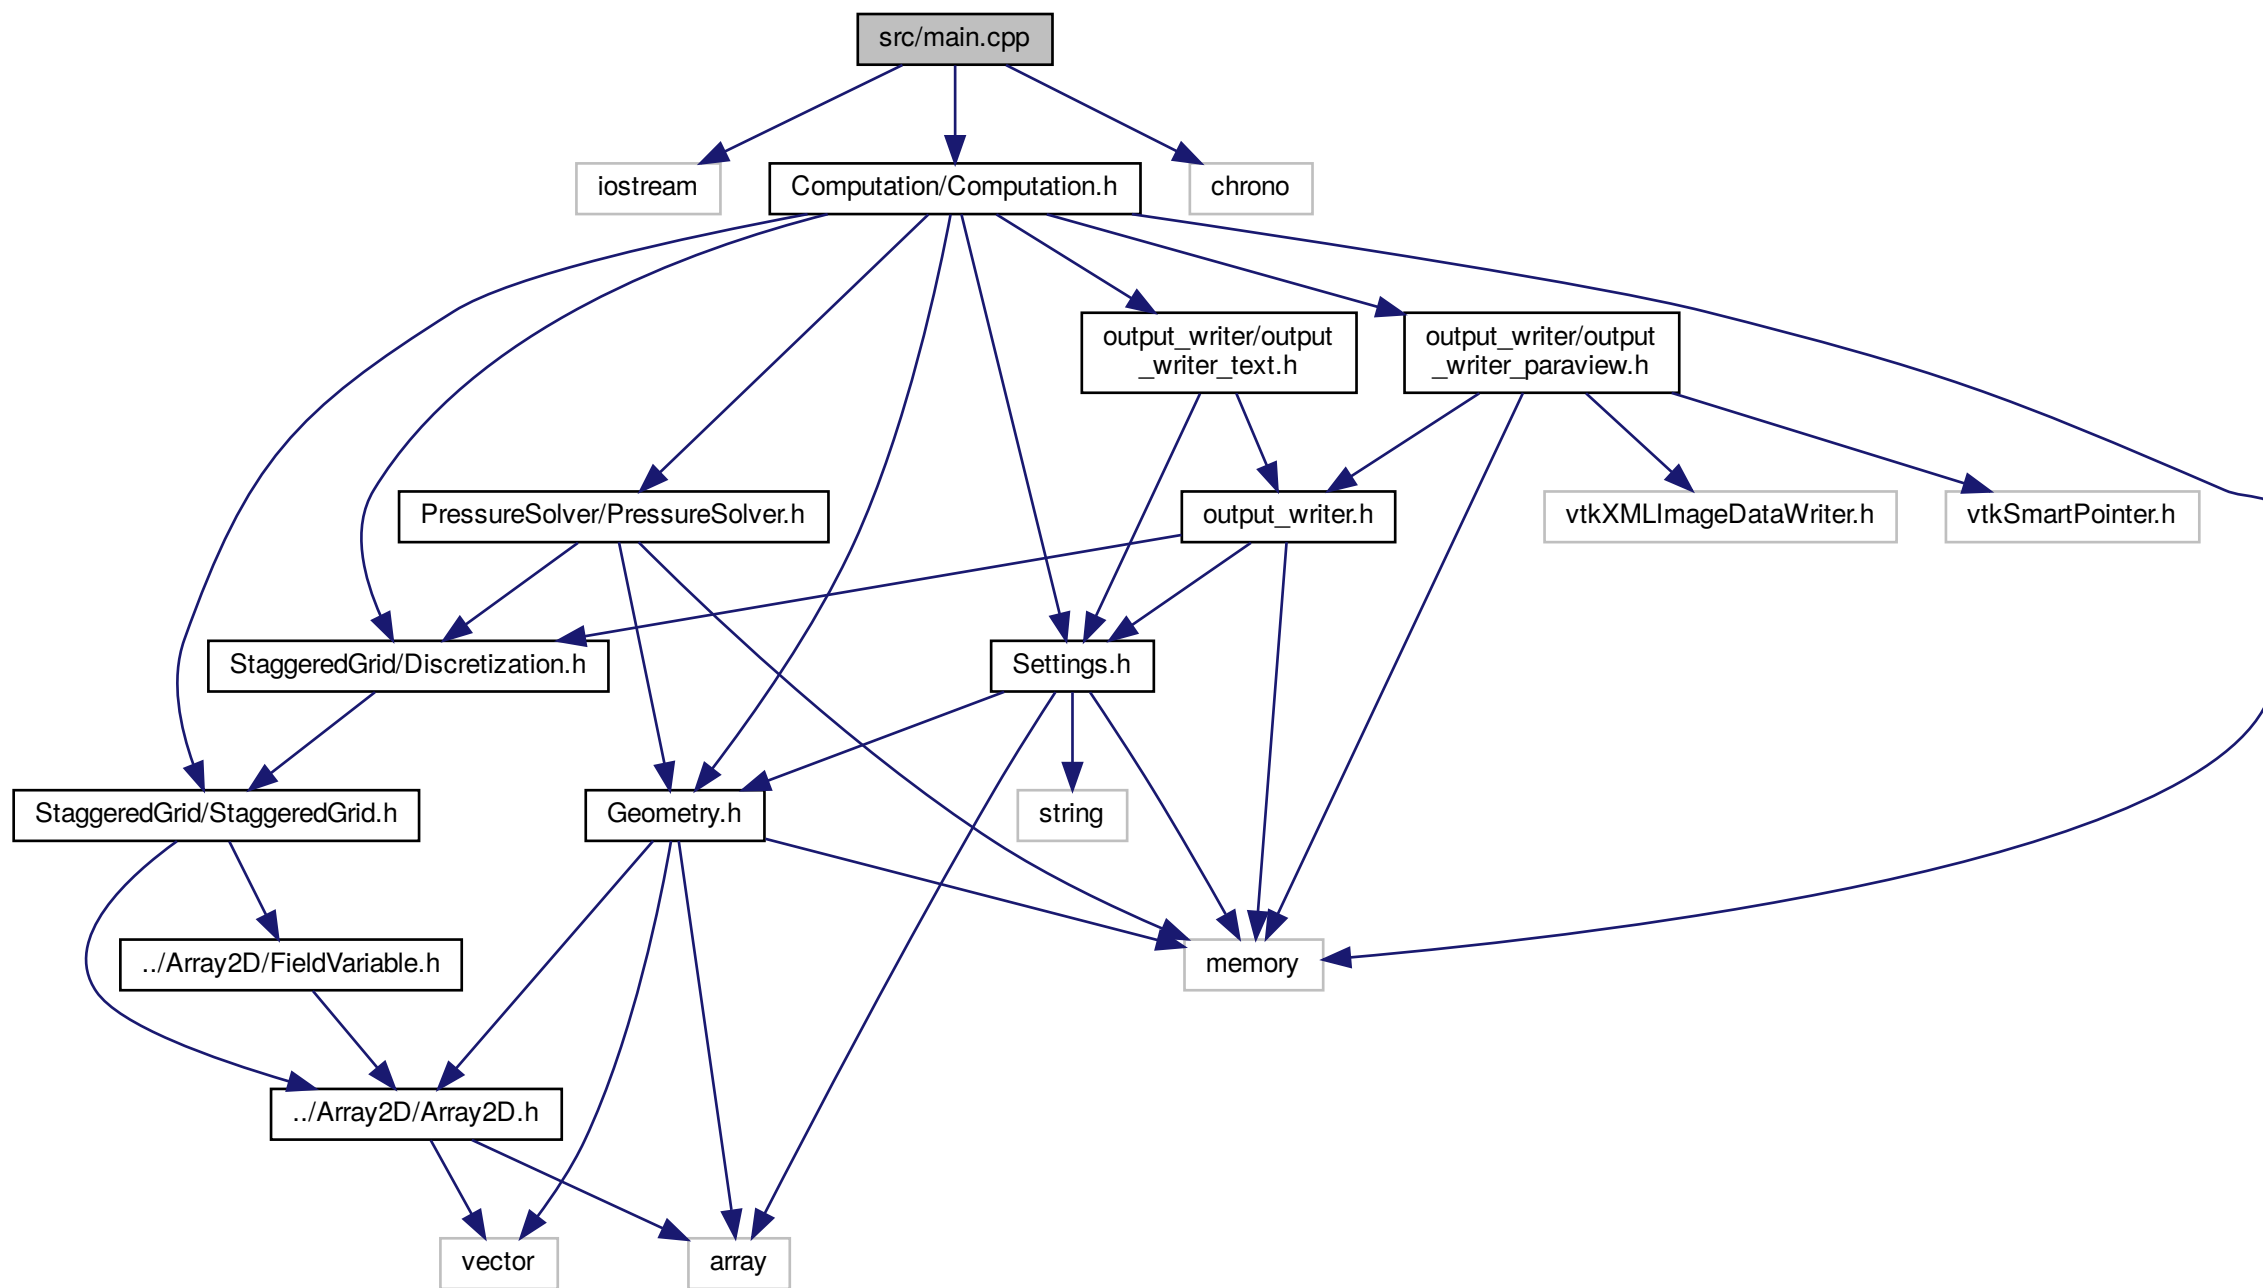 src/main.cpp
iostream
Computation/Computation.h
chrono
output_writer/output
_writer_text.h
output_writer/output
_writer_paraview.h
PressureSolver/PressureSolver.h
output_writer.h
vtkXMLImageDataWriter.h
vtkSmartPointer.h
StaggeredGrid/Discretization.h
Settings.h
StaggeredGrid/StaggeredGrid.h
Geometry.h
string
../Array2D/FieldVariable.h
memory
../Array2D/Array2D.h
vector
array